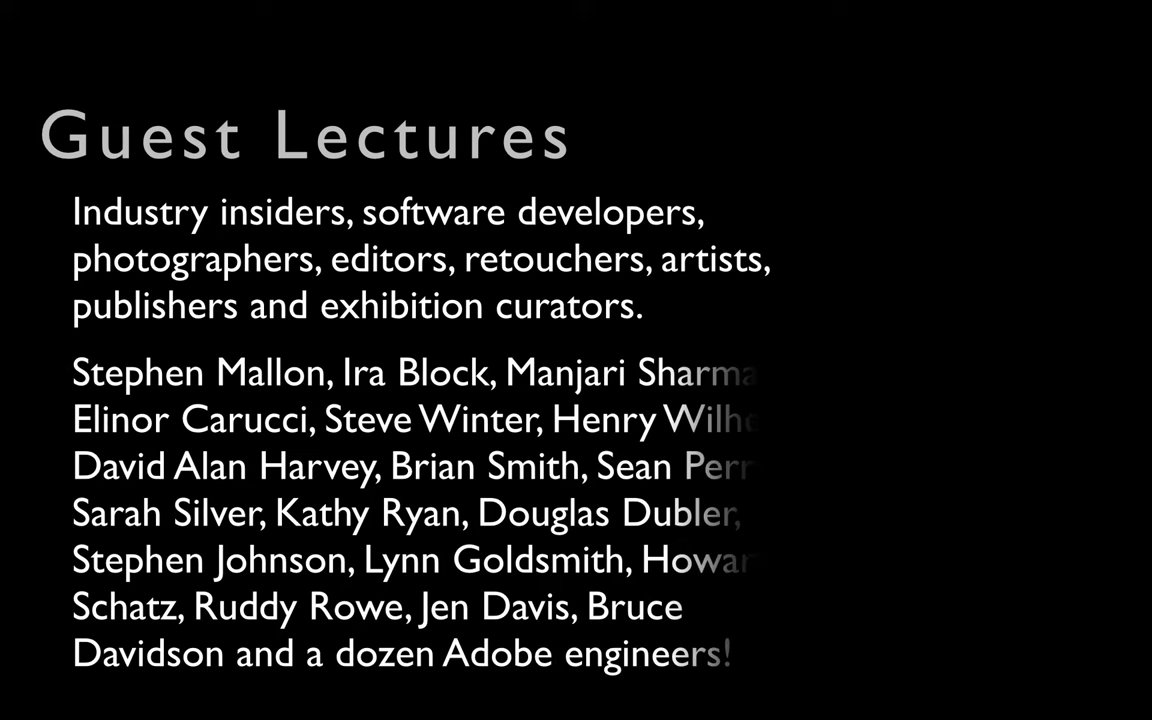 Guest Lectures
Industry insiders, software developers,
photographers, editors, retouchers, artists,
publishers and exhibition curators.
Stephen Mallon, Ira Block, Manjari Sharma
Elinor Carucci, Steve Winter, Henry
David Alan Harvey, Brian Smith, Sean
Sarah Silver, Kathy Ryan, Douglas Dubler,
Stephen Johnson, Lynn Goldsmith,
Schatz, Ruddy Rowe, Jen Davis, Bruce
Davidson and a dozen Adobe engineers!